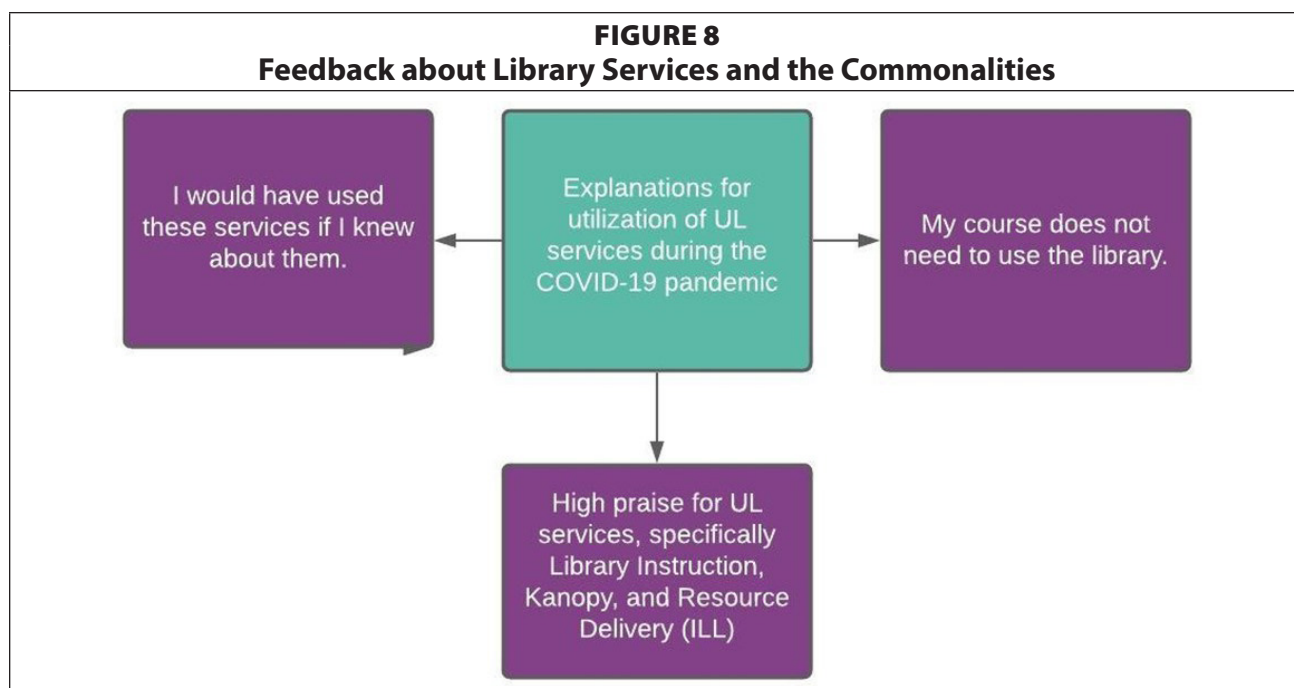 FIGURE 8
Feedback about Library Services and the Commonalities
I would have used
these services if I knew
about them.
Explanations for
utilization of UL
services during the
COVID-19 pandemic
My course does not
need to use the library.
High praise for UL
services, specifically
Library Instruction,
Kanopy, and Resource
Delivery (ILL)